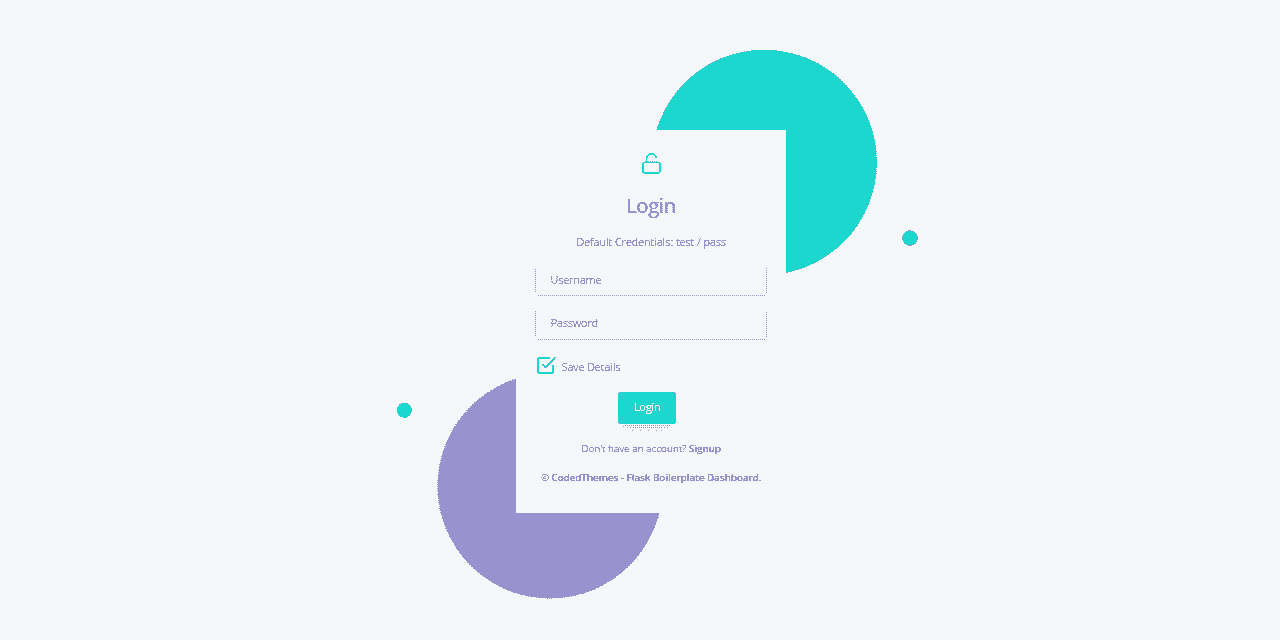 Login
Default Credentials: test / pass
Username
Password
Save Details
Login
Don't have an account? Signup
© CodedThemes - Flask Boilerplate Dashboard.